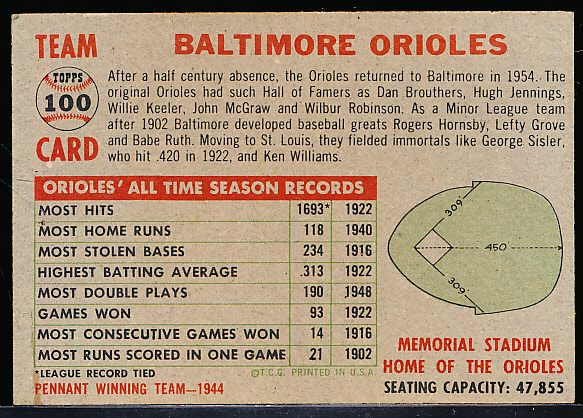 TEAM
TOPPS
100
CARD
BALTIMORE ORIOLES
After a half century absence, the Orioles returned to Baltimore in 1954. The
original Orioles had such Hall of Famers as Dan Brouthers, Hugh Jennings,
Willie Keeler, John McGraw and Wilbur Robinson. As a Minor League team
after 1902 Baltimore developed baseball greats Rogers Hornsby, Lefty Grove
and Babe Ruth. Moving to St. Louis, they fielded immortals like George Sisler,
who hit .420 in 1922, and Ken Williams.
ORIOLES' ALL TIME SEASON RECORDS
MOST HITS 1693* 1922
MOST HOME RUNS 118 1940
MOST STOLEN BASES 234 1916
HIGHEST BATTING AVERAGE .313 1922
MOST DOUBLE PLAYS 190 1948
GAMES WON 93 1922
MOST CONSECUTIVE GAMES WON 14 1916
MOST RUNS SCORED IN ONE GAME 21 1902
*LEAGUE RECORD TIED
©T.C.G. PRINTED IN U.S.A.
PENNANT WINNING TEAM—1944
309'
450
309'
MEMORIAL STADIUM
HOME OF THE ORIOLES
SEATING CAPACITY: 47,855